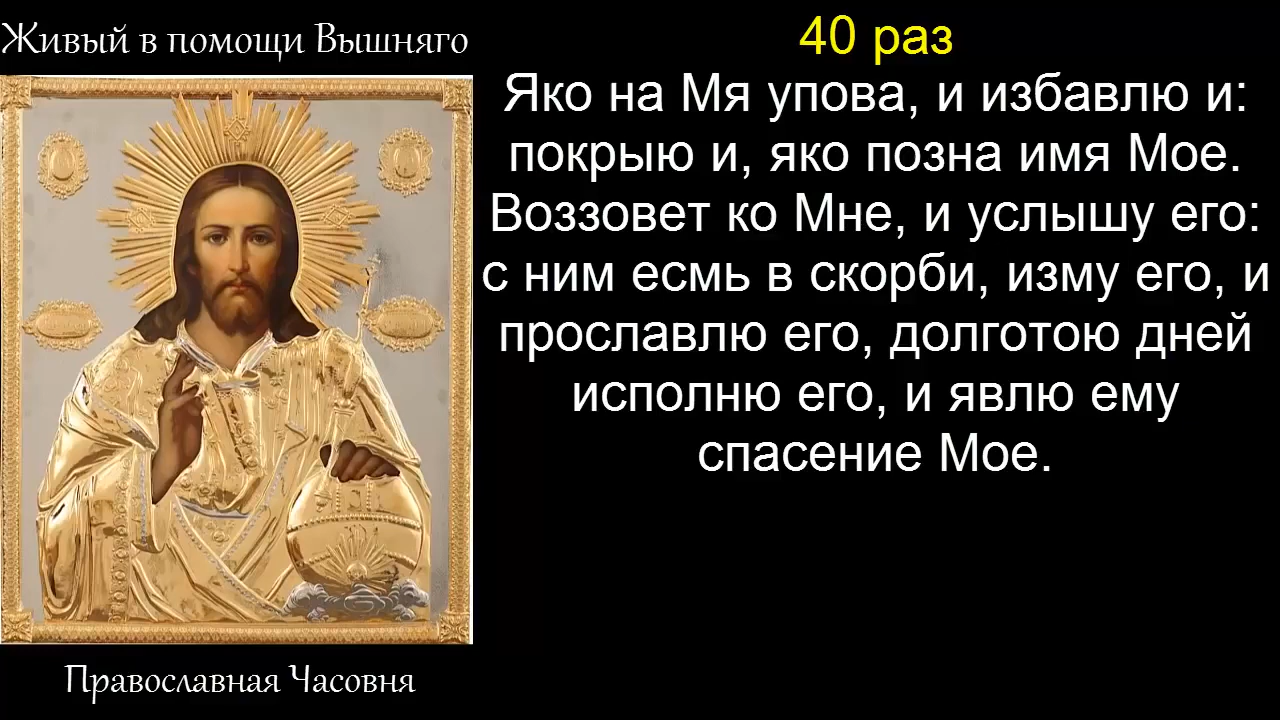 Живый в помощи Вышняго
40 раз
Яко на Мя упова, и избавлю и:
покрыю и, яко позна имя Мое.
Воззовет ко Мне, и услышу его:
с ним есмь в скорби, изму его, и
прославлю его, долготою дней
исполню его, и явлю ему
спасение Мое.
Православная Часовня